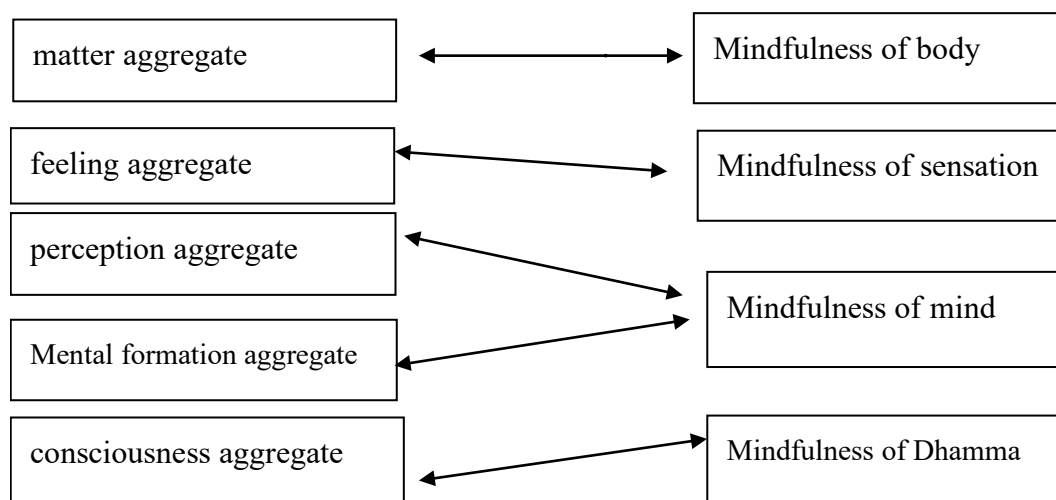 matter aggregate
Mindfulness of body
feeling aggregate
Mindfulness of sensation
perception aggregate
Mindfulness of mind
Mental formation aggregate
consciousness aggregate
Mindfulness of Dhamma